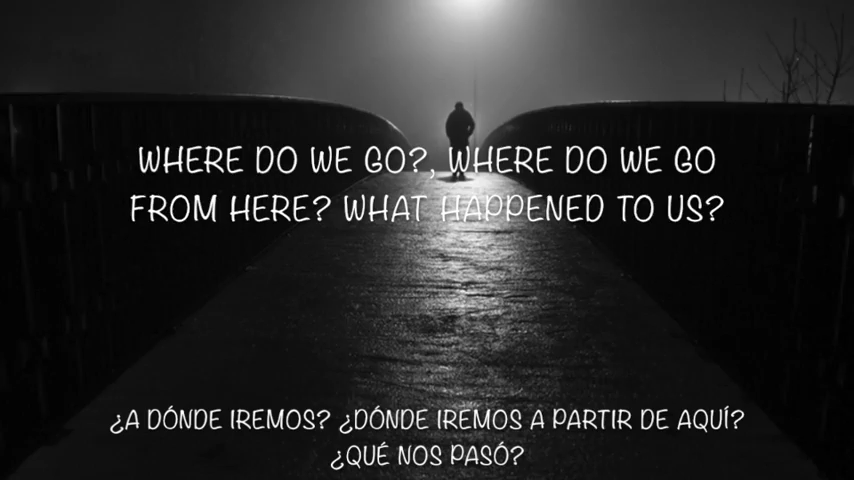 WHERE DO WE GO?, WHERE DO WE GO
FROM HERE? WHAT HAPPENED TO US?
¿A DÓNDE IREMOS? ¿DÓNDE IREMOS A PARTIR DE AQUÍ?
¿QUÉ NOS PASÓ?